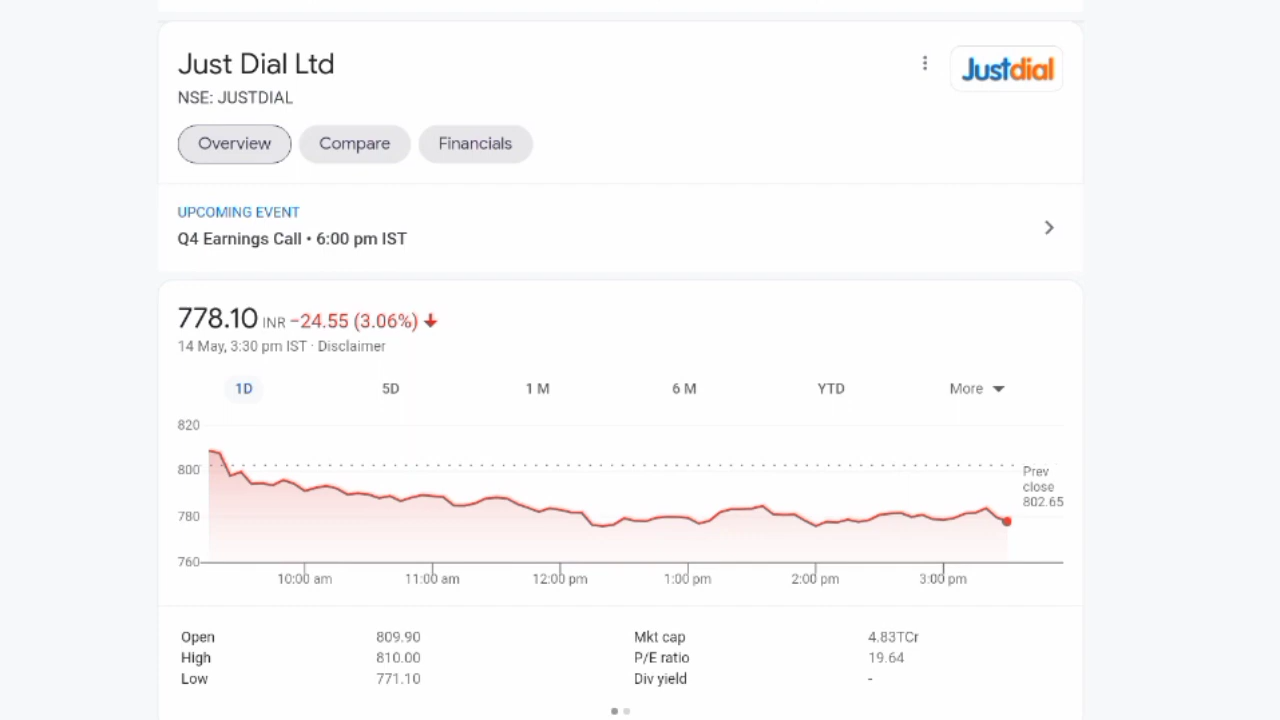 Just Dial Ltd
Justdial
NSE: JUSTDIAL
Overview Compare Financials
UPCOMING EVENT
Q4 Earnings Call • 6:00 pm IST
778.10 INR −24.55 (3.06%)
14 May, 3:30 pm IST · Disclaimer
1D 5D 1 M 6 M YTD More
820
800
780
760
Prev
close
802.65
10:00 am 11:00 am 12:00 pm 1:00 pm 2:00 pm 3:00 pm
Open 809.90 Mkt cap 4.83TCr
High 810.00 P/E ratio 19.64
Low 771.10 Div yield -